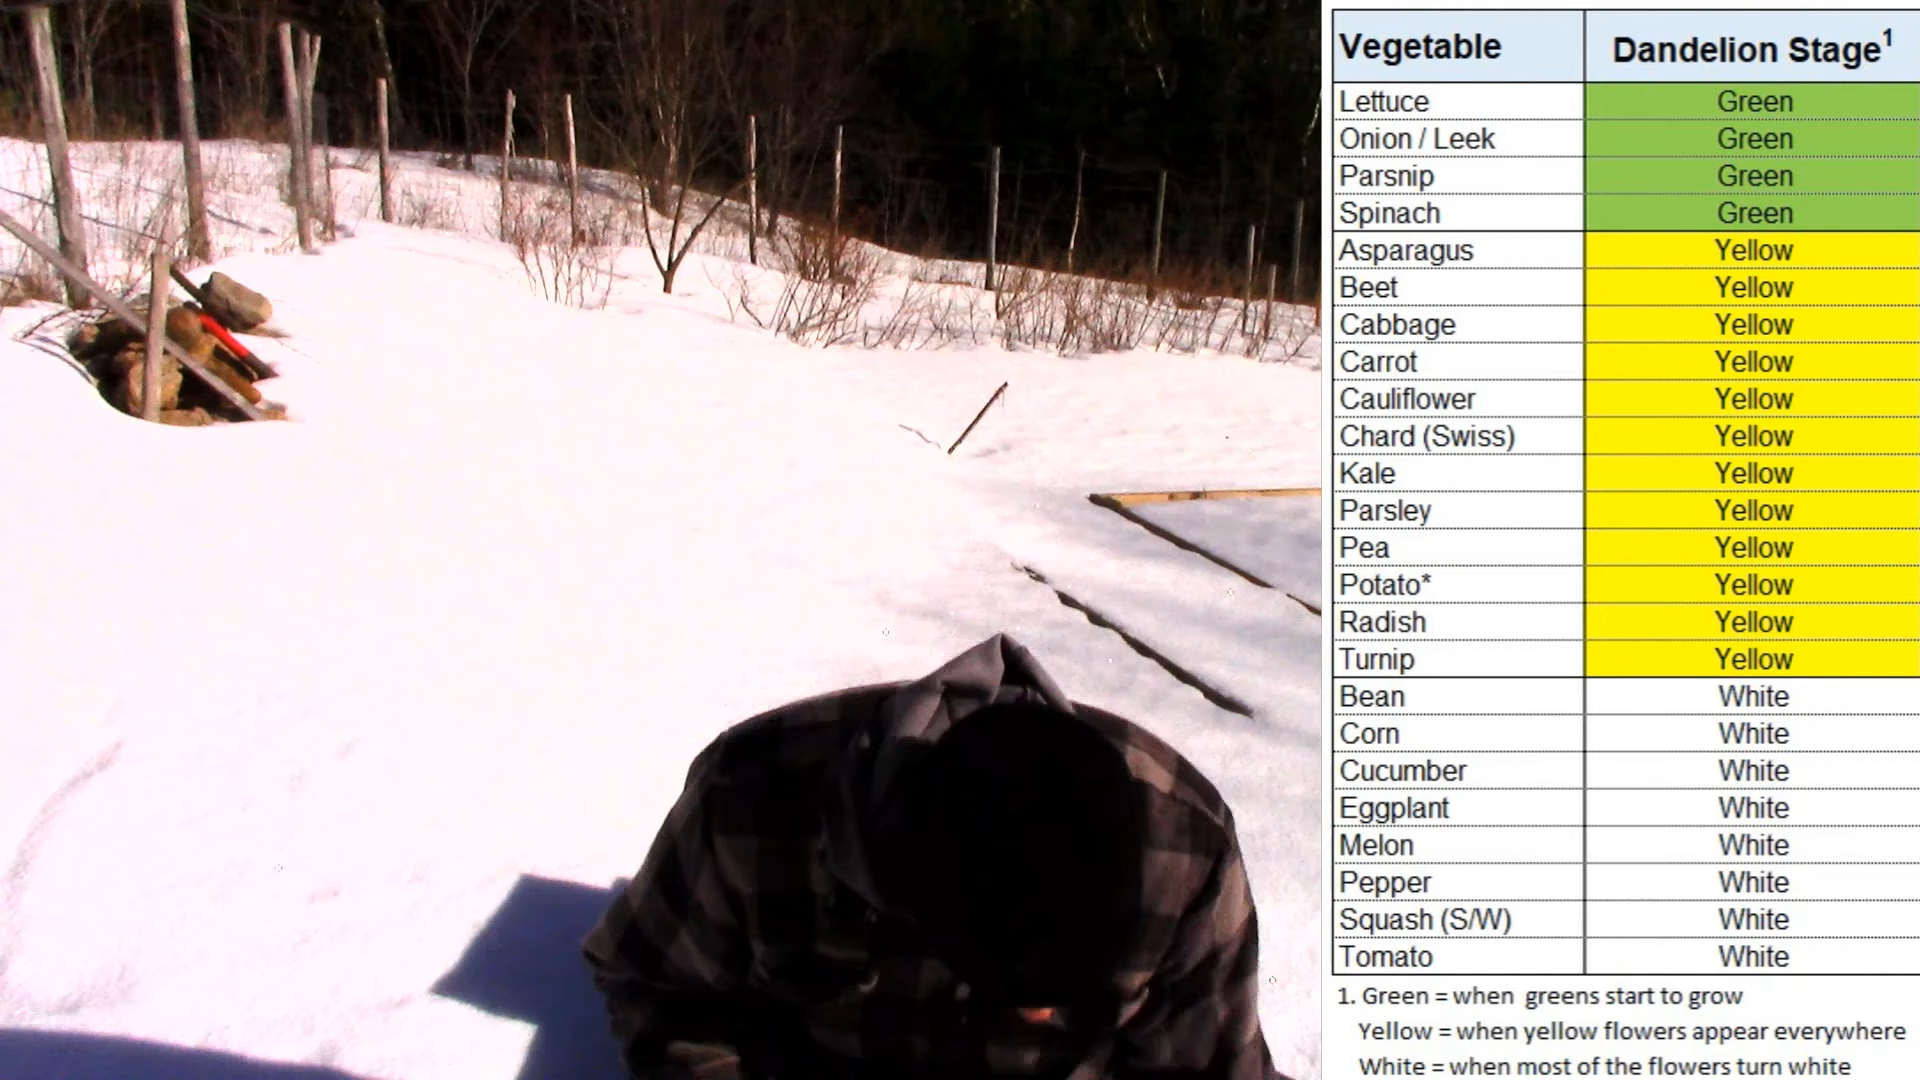 Vegetable Dandelion Stage1
Lettuce Green
Onion / Leek Green
Parsnip Green
Spinach Green
Asparagus Yellow
Beet Yellow
Cabbage Yellow
Carrot Yellow
Cauliflower Yellow
Chard (Swiss) Yellow
Kale Yellow
Parsley Yellow
Pea Yellow
Potato* Yellow
Radish Yellow
Turnip Yellow
Bean White
Corn White
Cucumber White
Eggplant White
Melon White
Pepper White
Squash (S/W) White
Tomato White
1. Green = when greens start to grow
Yellow = when yellow flowers appear everywhere
White = when most of the flowers turn white